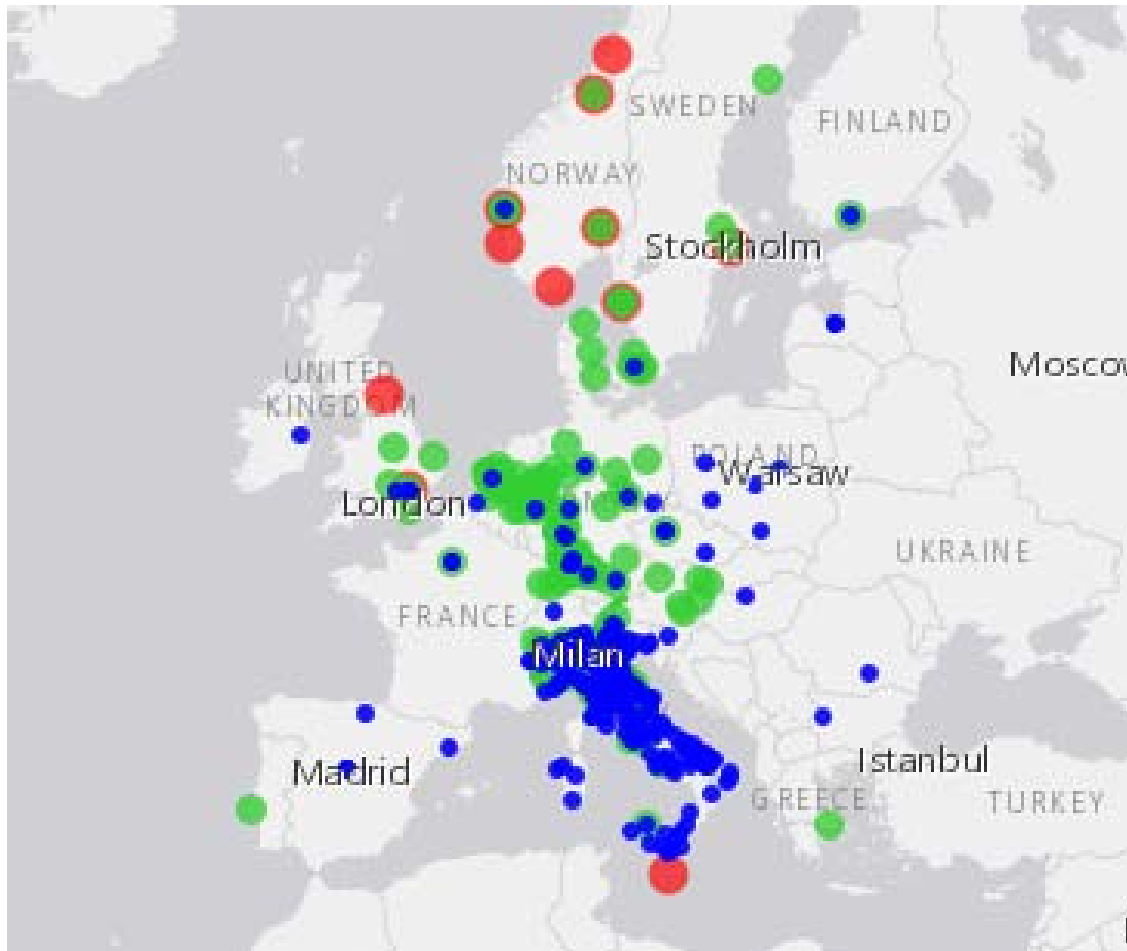 SWEDEN
FINLAND
NORWAY
Stockholm
Moscow
UNITED
KINGDOM
POLAND
Warsaw
London
UKRAINE
FRANCE
Milan
Madrid
Istanbul
GREECE
TURKEY